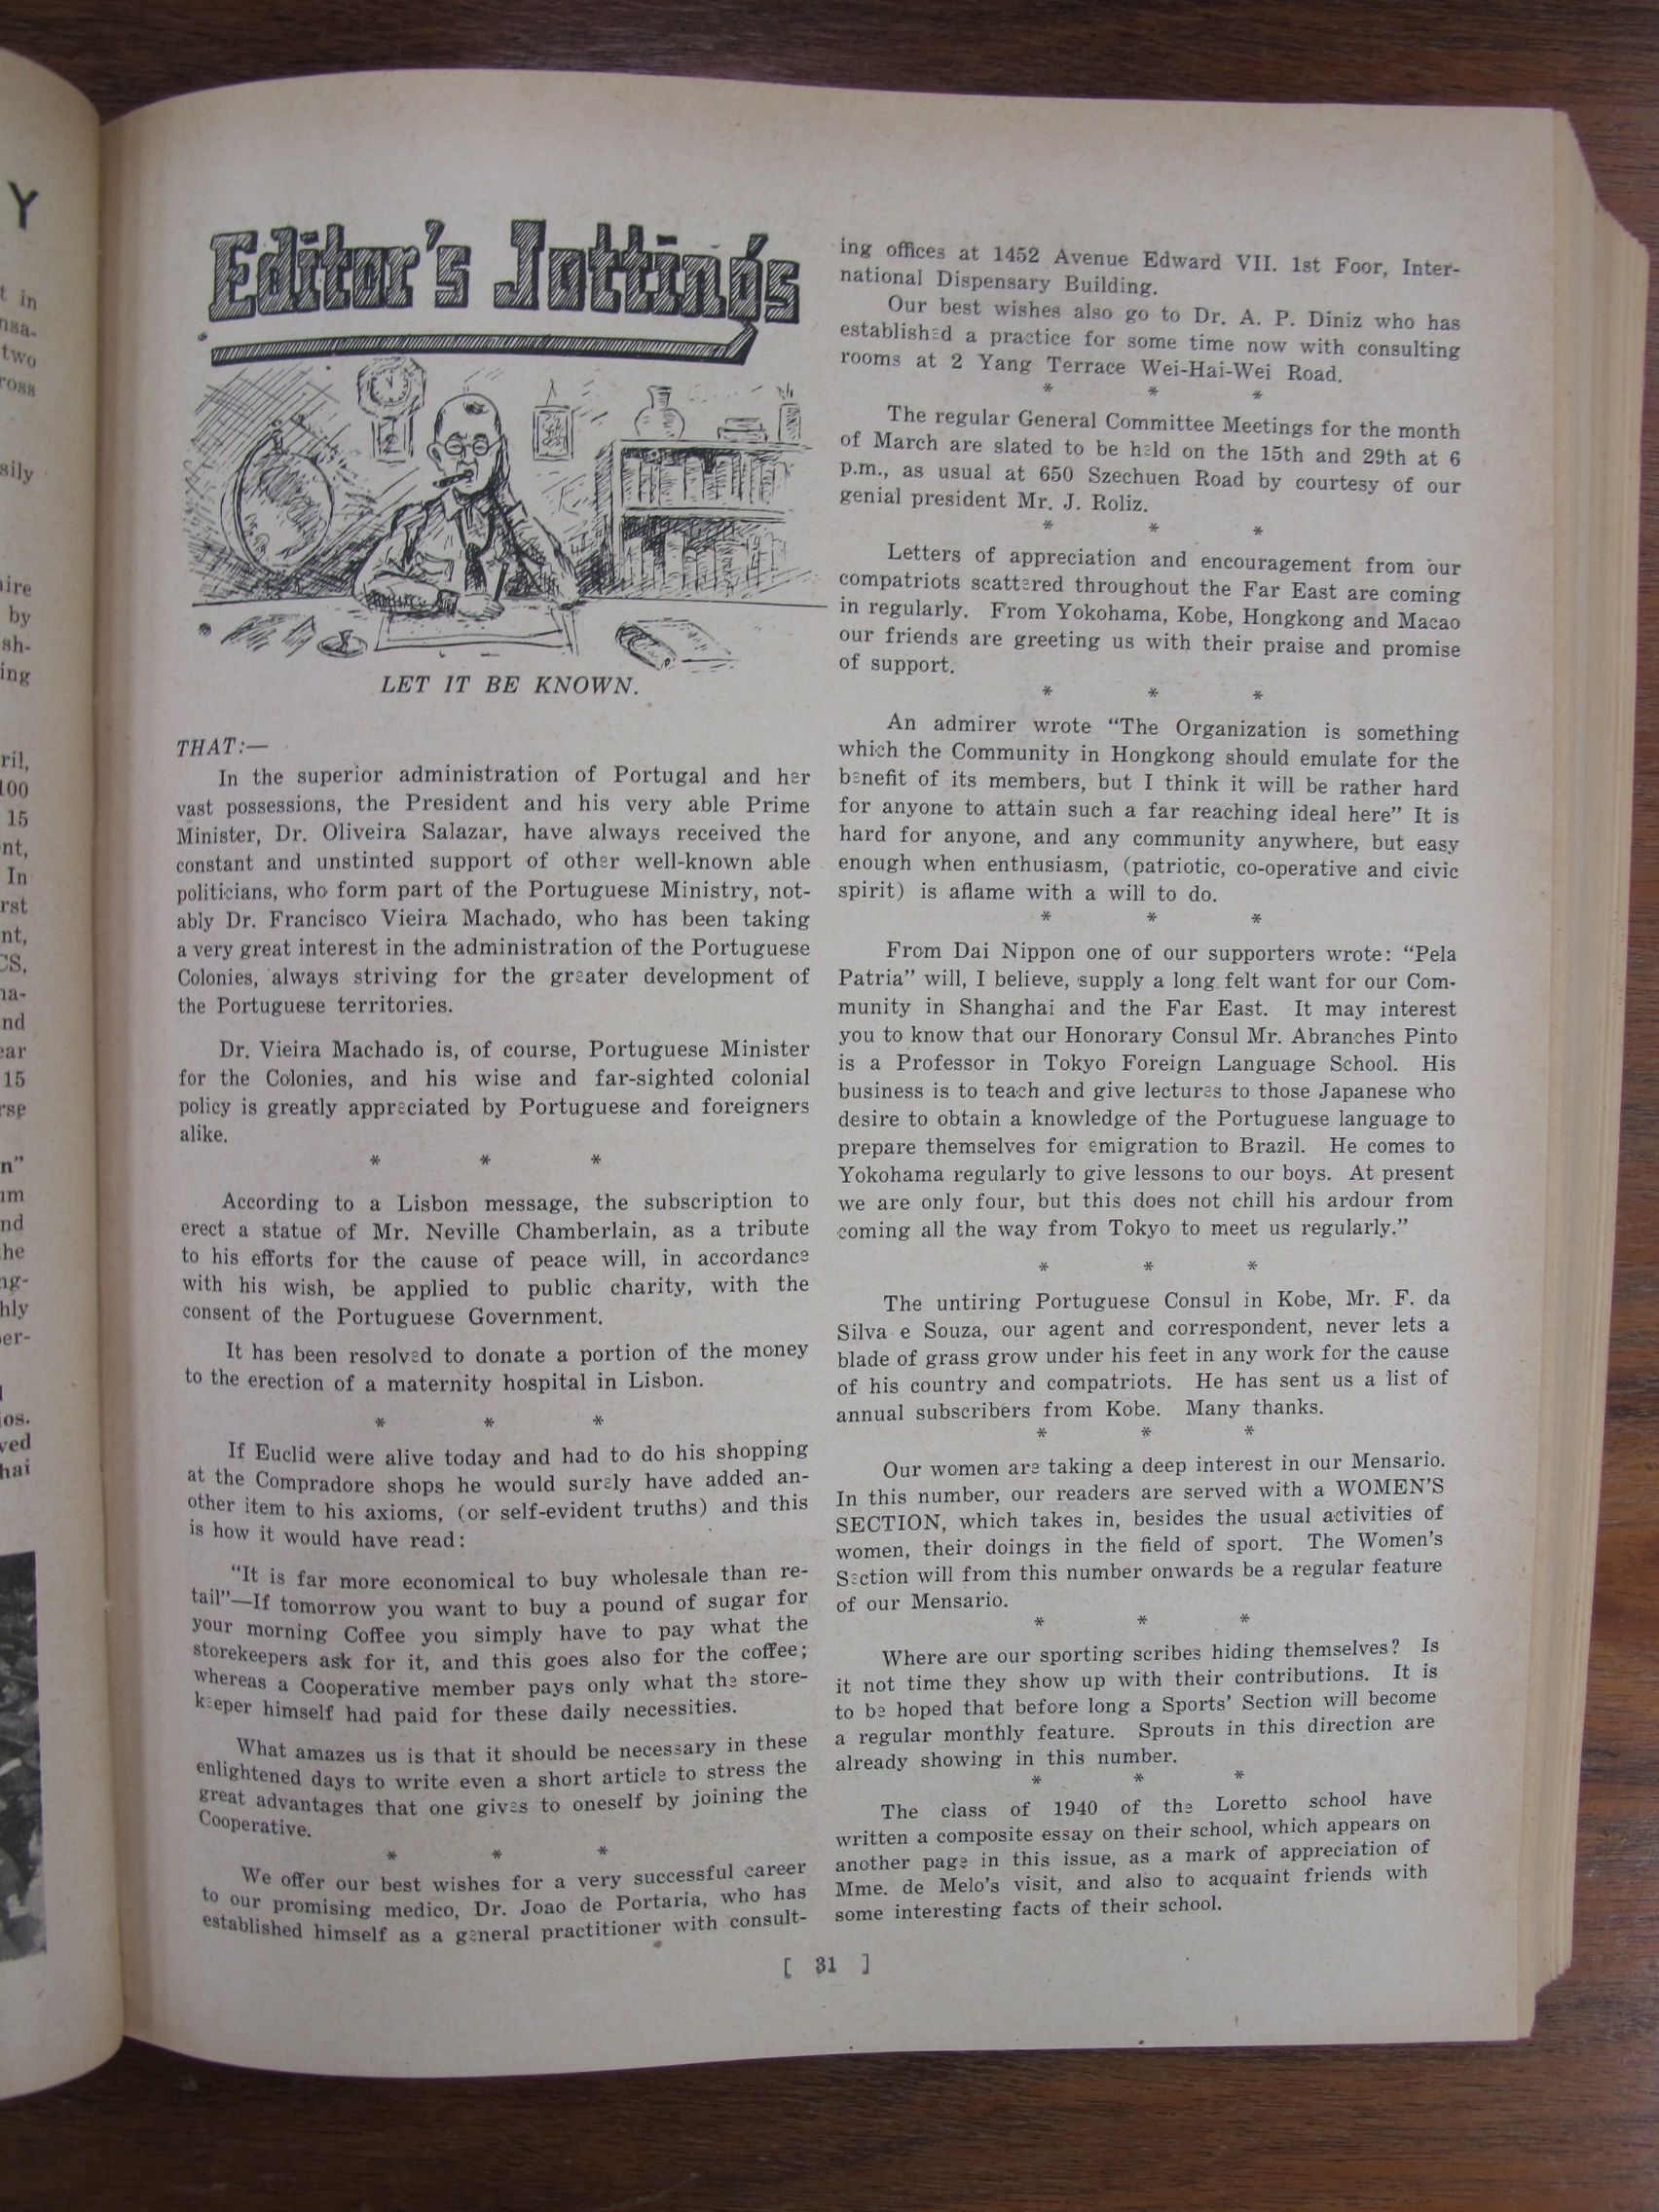 Y
t in
nsa-
two
ross
sily
by
sh-
ing
ril,
100
15
nt,
In
rst
nt,
CS,
na-
nd
ear
15
rse
n"
um
nd
he
ng-
hly
er-
os.
ved
hai
Editor's Jottings
LET IT BE KNOWN.
THAT:—
In the superior administration of Portugal and her
vast possessions, the President and his very able Prime
Minister, Dr. Oliveira Salazar, have always received the
constant and unstinted support of other well-known able
politicians, who form part of the Portuguese Ministry, not-
ably Dr. Francisco Vieira Machado, who has been taking
a very great interest in the administration of the Portuguese
Colonies, always striving for the greater development of
the Portuguese territories.
Dr. Vieira Machado is, of course, Portuguese Minister
for the Colonies, and his wise and far-sighted colonial
policy is greatly appreciated by Portuguese and foreigners
alike.
* * *
According to a Lisbon message, the subscription to
erect a statue of Mr. Neville Chamberlain, as a tribute
to his efforts for the cause of peace will, in accordance
with his wish, be applied to public charity, with the
consent of the Portuguese Government.
It has been resolved to donate a portion of the money
to the erection of a maternity hospital in Lisbon.
* * *
If Euclid were alive today and had to do his shopping
at the Compradore shops he would surely have added an-
other item to his axioms, (or self-evident truths) and this
is how it would have read:
"It is far more economical to buy wholesale than re-
tail"—If tomorrow you want to buy a pound of sugar for
your morning Coffee you simply have to pay what the
storekeepers ask for it, and this goes also for the coffee;
whereas a Cooperative member pays only what the store-
keeper himself had paid for these daily necessities.
What amazes us is that it should be necessary in these
enlightened days to write even a short article to stress the
great advantages that one gives to oneself by joining the
Cooperative.
* * *
We offer our best wishes for a very successful career
to our promising medico, Dr. Joao de Portaria, who has
established himself as a general practitioner with consult-
ing offices at 1452 Avenue Edward VII. 1st Foor, Inter-
national Dispensary Building.
Our best wishes also go to Dr. A. P. Diniz who has
established a practice for some time now with consulting
rooms at 2 Yang Terrace Wei-Hai-Wei Road.
* * *
The regular General Committee Meetings for the month
of March are slated to be held on the 15th and 29th at 6
p.m., as usual at 650 Szechuen Road by courtesy of our
genial president Mr. J. Roliz.
* * *
Letters of appreciation and encouragement from our
compatriots scattered throughout the Far East are coming
in regularly. From Yokohama, Kobe, Hongkong and Macao
our friends are greeting us with their praise and promise
of support.
* * *
An admirer wrote "The Organization is something
which the Community in Hongkong should emulate for the
benefit of its members, but I think it will be rather hard
for anyone to attain such a far reaching ideal here" It is
hard for anyone, and any community anywhere, but easy
enough when enthusiasm, (patriotic, co-operative and civic
spirit) is aflame with a will to do.
* * *
From Dai Nippon one of our supporters wrote: "Pela
Patria" will, I believe, supply a long felt want for our Com-
munity in Shanghai and the Far East. It may interest
you to know that our Honorary Consul Mr. Abranches Pinto
is a Professor in Tokyo Foreign Language School. His
business is to teach and give lectures to those Japanese who
desire to obtain a knowledge of the Portuguese language to
prepare themselves for emigration to Brazil. He comes to
Yokohama regularly to give lessons to our boys. At present
we are only four, but this does not chill his ardour from
coming all the way from Tokyo to meet us regularly."
* * *
The untiring Portuguese Consul in Kobe, Mr. F. da
Silva e Souza, our agent and correspondent, never lets a
blade of grass grow under his feet in any work for the cause
of his country and compatriots. He has sent us a list of
annual subscribers from Kobe. Many thanks.
* * *
Our women are taking a deep interest in our Mensario.
In this number, our readers are served with a WOMEN'S
SECTION, which takes in, besides the usual activities of
women, their doings in the field of sport. The Women's
Section will from this number onwards be a regular feature
of our Mensario.
* * *
Where are our sporting scribes hiding themselves? Is
it not time they show up with their contributions. It is
to be hoped that before long a Sports' Section will become
a regular monthly feature. Sprouts in this direction are
already showing in this number.
* * *
The class of 1940 of the Loretto school have
written a composite essay on their school, which appears on
another page in this issue, as a mark of appreciation of
Mme. de Melo's visit, and also to acquaint friends with
some interesting facts of their school.
[ 31 ]